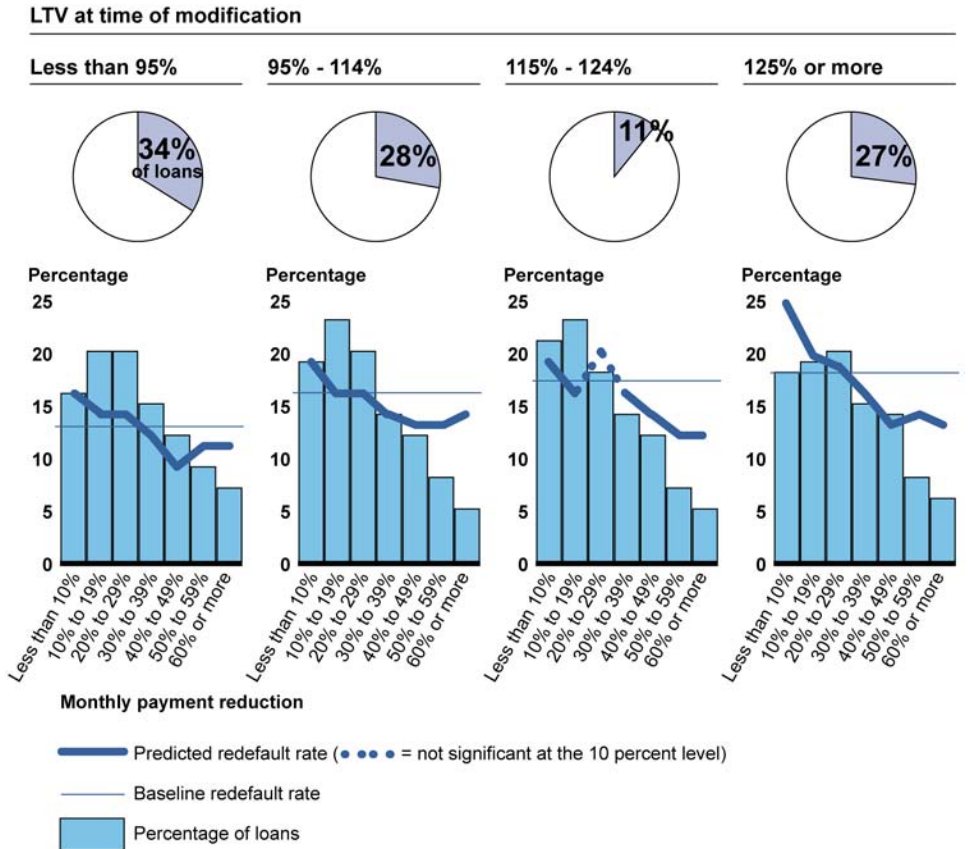 LTV at time of modification
Less than 95%
95% - 114%
115% - 124%
125% or more
34%
of loans
28%
11%
27%
Percentage
25
20
15
10
5
0
Less than 10%
10% to 19%
20% to 29%
30% to 39%
40% to 49%
50% to 59%
60% or more
Percentage
25
20
15
10
5
0
Less than 10%
10% to 19%
20% to 29%
30% to 39%
40% to 49%
50% to 59%
60% or more
Percentage
25
20
15
10
5
0
Less than 10%
10% to 19%
20% to 29%
30% to 39%
40% to 49%
50% to 59%
60% or more
Percentage
25
20
15
10
5
0
Less than 10%
10% to 19%
20% to 29%
30% to 39%
40% to 49%
50% to 59%
60% or more
Monthly payment reduction
Predicted redefault rate ( = not significant at the 10 percent level)
Baseline redefault rate
Percentage of loans